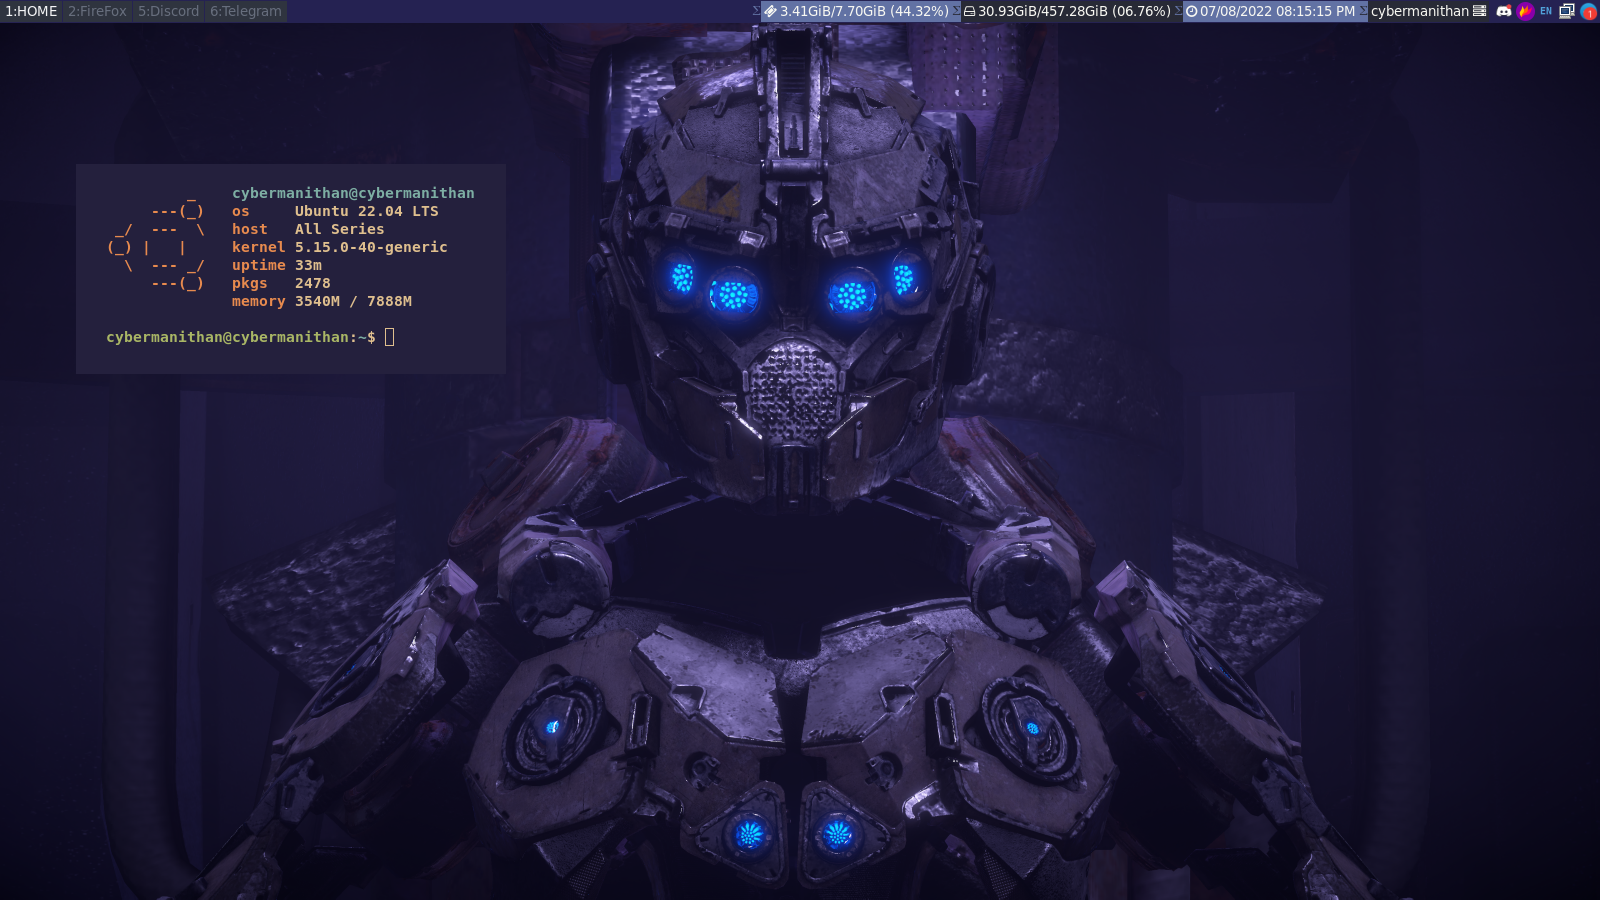 1:HOME 2:FireFox 5:Discord 6:Telegram 3.41GiB/7.70GiB (44.32%) 30.93GiB/457.28GiB (06.76%) 07/08/2022 08:15:15 PM cybermanithan EN 1
cybermanithan@cybermanithan
os Ubuntu 22.04 LTS
host All Series
kernel 5.15.0-40-generic
uptime 33m
pkgs 2478
memory 3540M / 7888M
cybermanithan@cybermanithan:~$